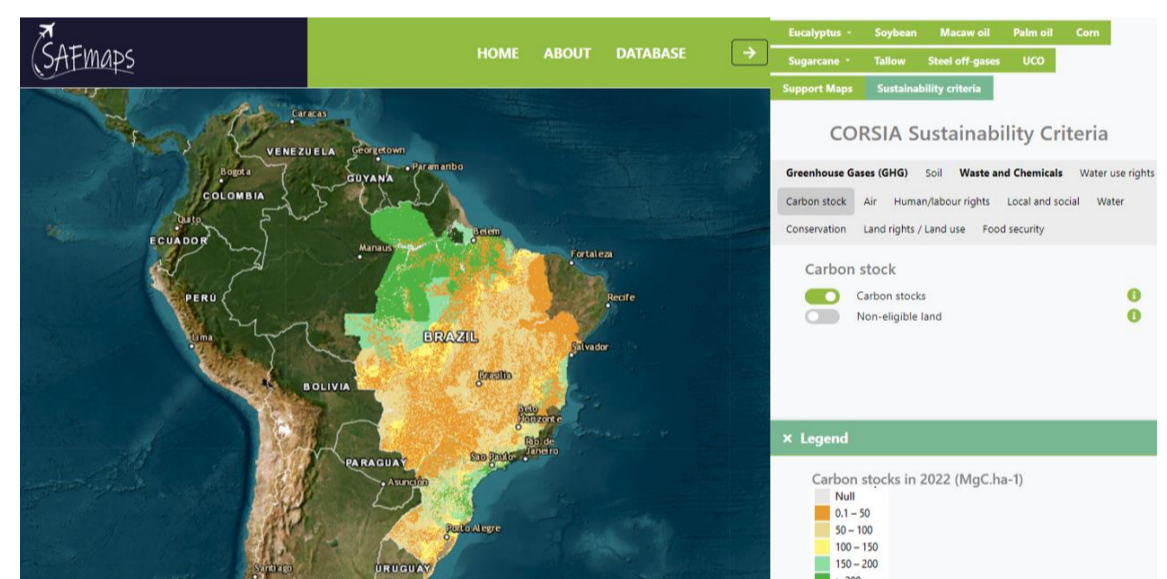 SAFmaps
HOME ABOUT DATABASE
Eucalyptus Soybean Macaw oil Palm oil Corn
Sugarcane Tallow Steel off-gases UCO
Support Maps Sustainability criteria
CORSIA Sustainability Criteria
Greenhouse Gases (GHG) Soil Waste and Chemicals Water use rights
Carbon stock Air Human/labour rights Local and social Water
Conservation Land rights / Land use Food security
Carbon stock
Carbon stocks
Non-eligible land
× Legend
Carbon stocks in 2022 (MgC.ha-1)
Null
0.1 – 50
50 – 100
100 – 150
150 – 200
> 200
Caracas
VENEZUELA
Georgetown
Paramaribo
Bogota
GUYANA
COLOMBIA
Quito
ECUADOR
Belem
Manaus
Fortaleza
PERÚ
Recife
Lima
BRAZIL
Salvador
Brasilia
BOLIVIA
Belo
Horizonte
Rio de
Janeiro
Sao Paulo
PARAGUAY
Asunción
Porto Alegre
Santiago
URUGUAY